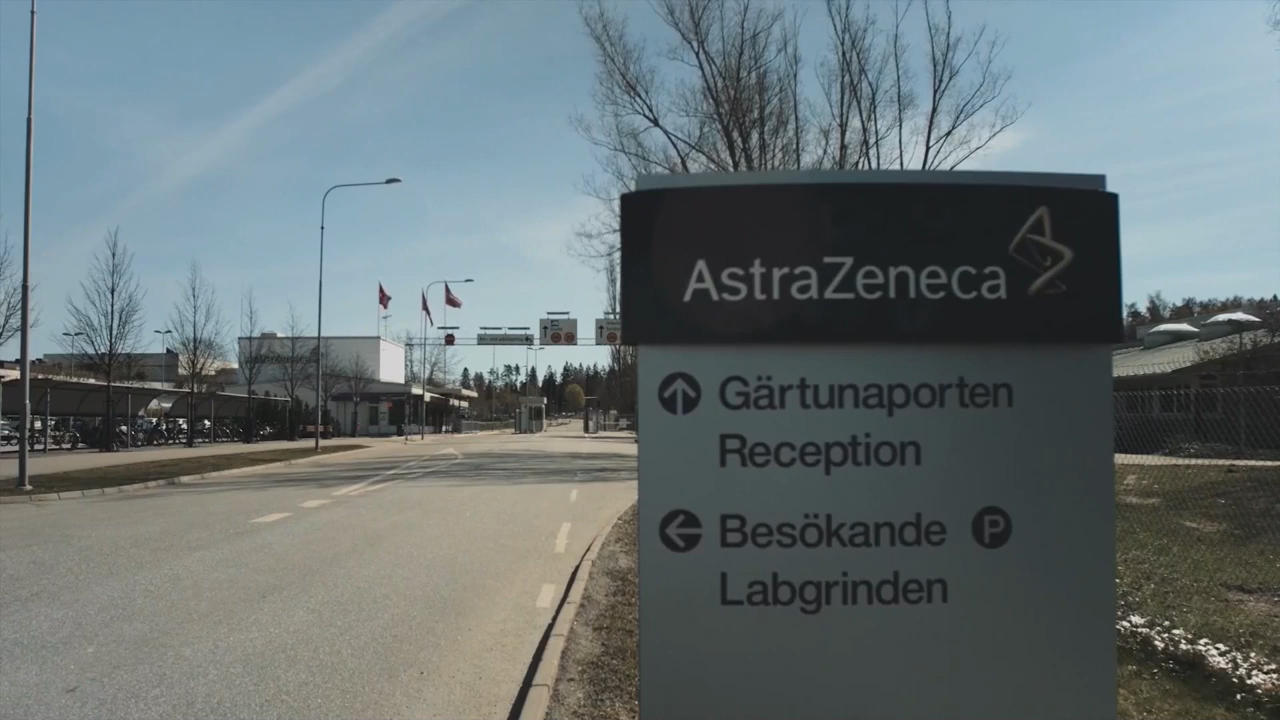 AstraZeneca
Gärtunaporten
Reception
Besökande P
Labgrinden